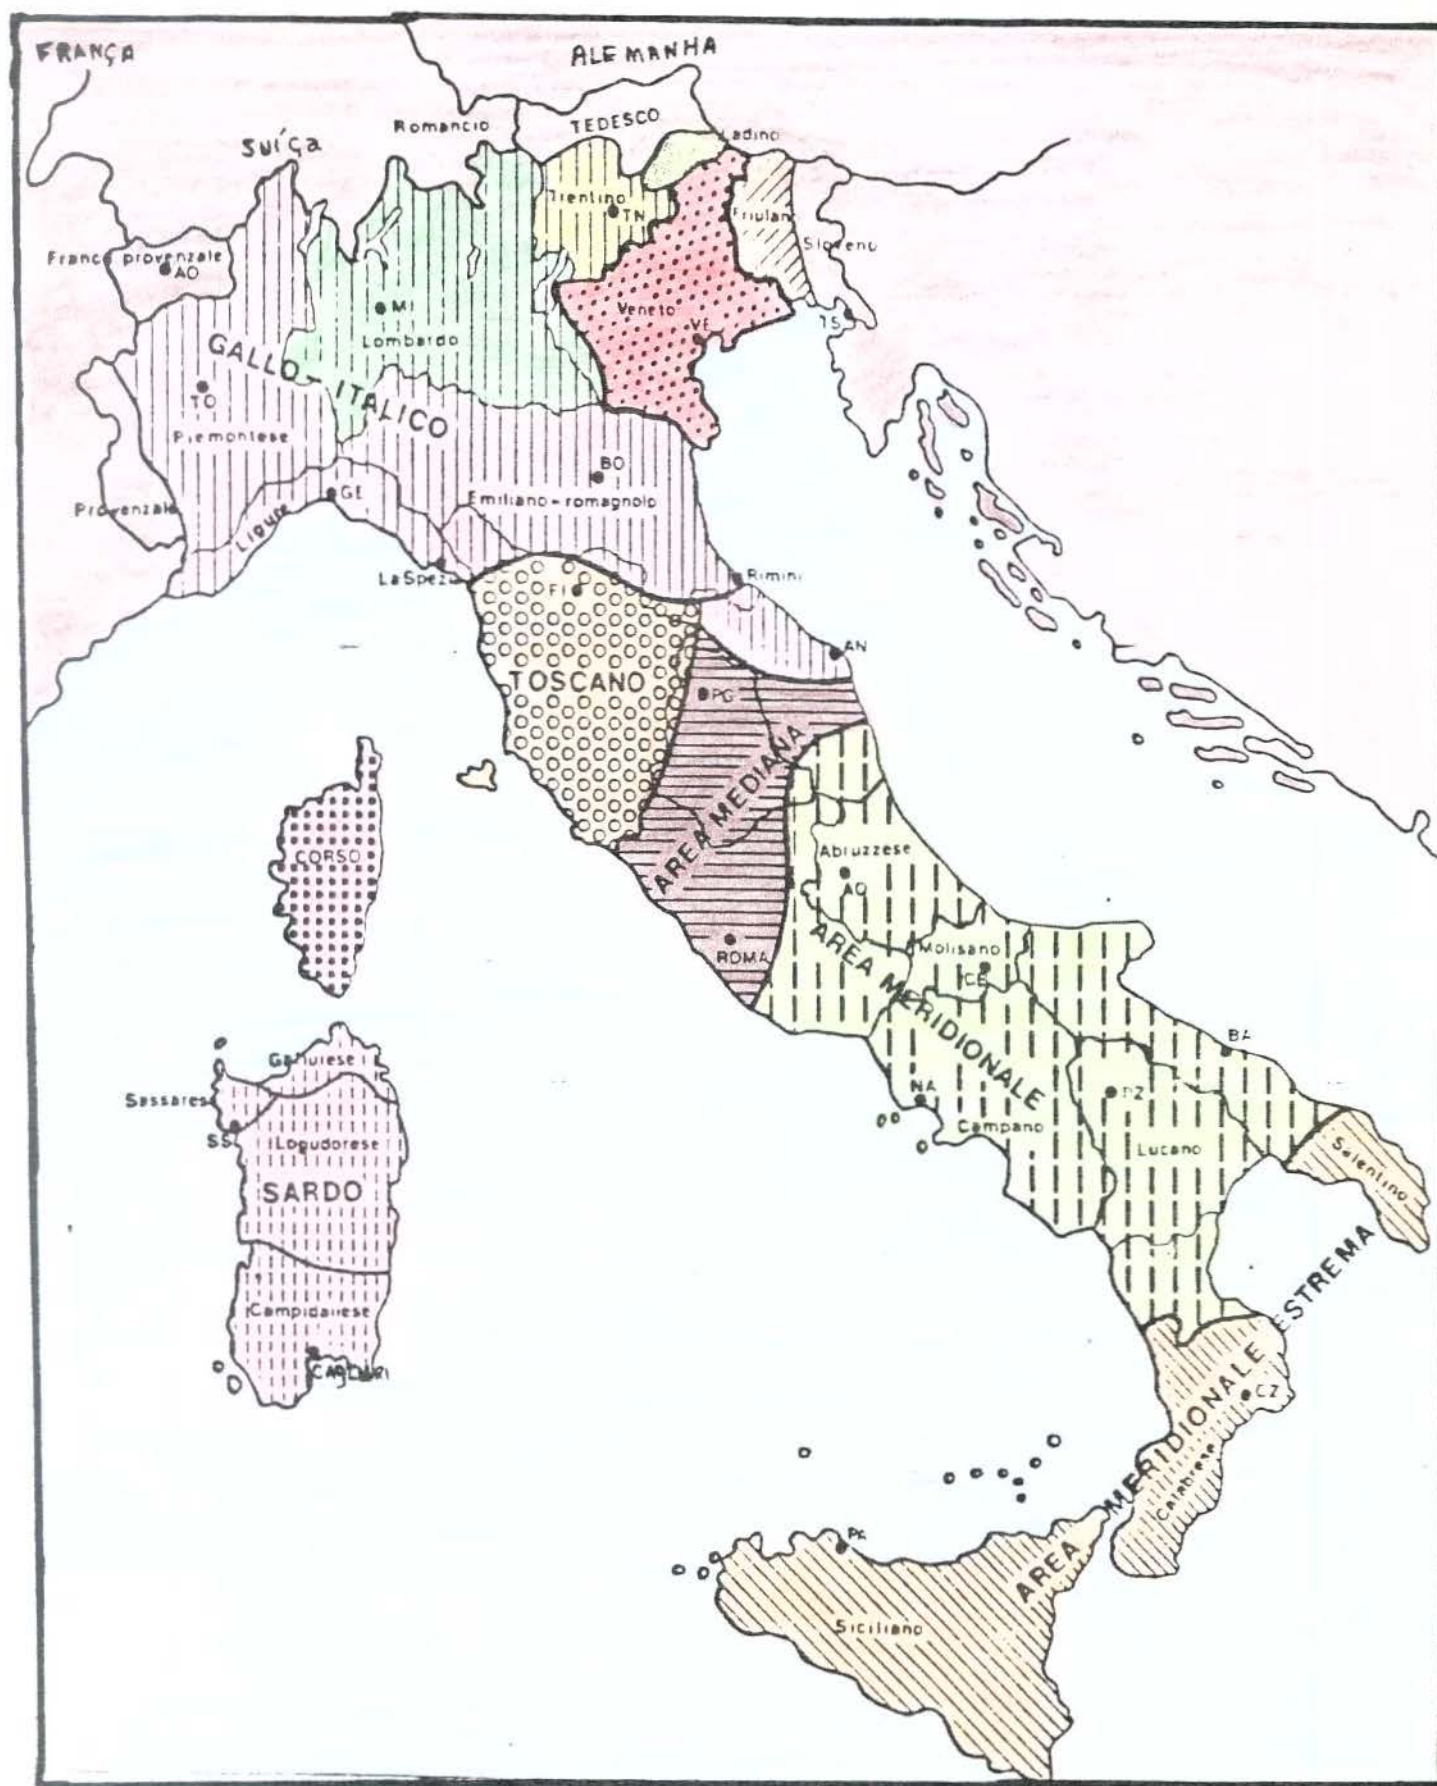 FRANÇA
ALEMANHA
SUÍÇA
Romancio
TEDESCO
Ladino
Trentino
TN
Friulan
Sloveno
Franco provenzale
AO
MI
Lombardo
Veneto
VE
TS
GALLO-ITALICO
TO
Piemontese
BO
Emiliano-romagnolo
Provenzale
GE
Ligure
La Spezi
Rimini
FI
AN
TOSCANO
PG
AREA MEDIANA
CORSO
Abruzzese
AQ
ROMA
Molisano
CB
AREA MERIDIONALE
BA
Galurese
Sassares
SS
NA
PZ
Campano
Lucano
Logudorese
Salentino
SARDO
Campidanese
CAGLIARI
CZ
Calabrese
AREA MERIDIONALE ESTREMA
PA
Siciliano